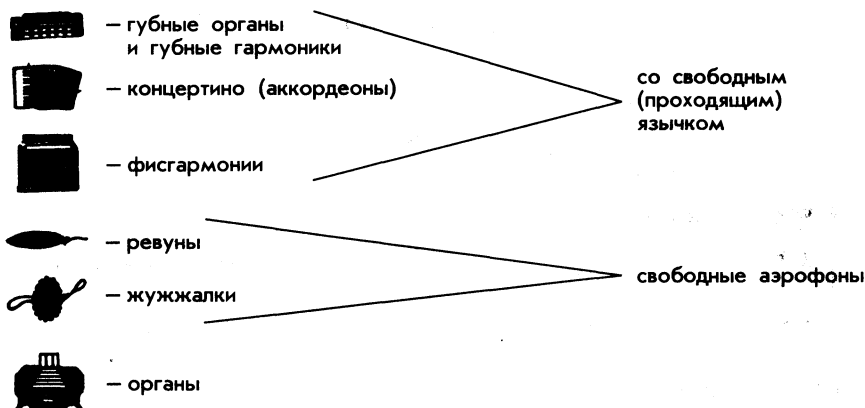 – губные органы
и губные гармоники
– концертино (аккордеоны)
– фисгармонии
со свободным
(проходящим)
язычком
– ревуны
– жужжалки
свободные аэрофоны
– органы